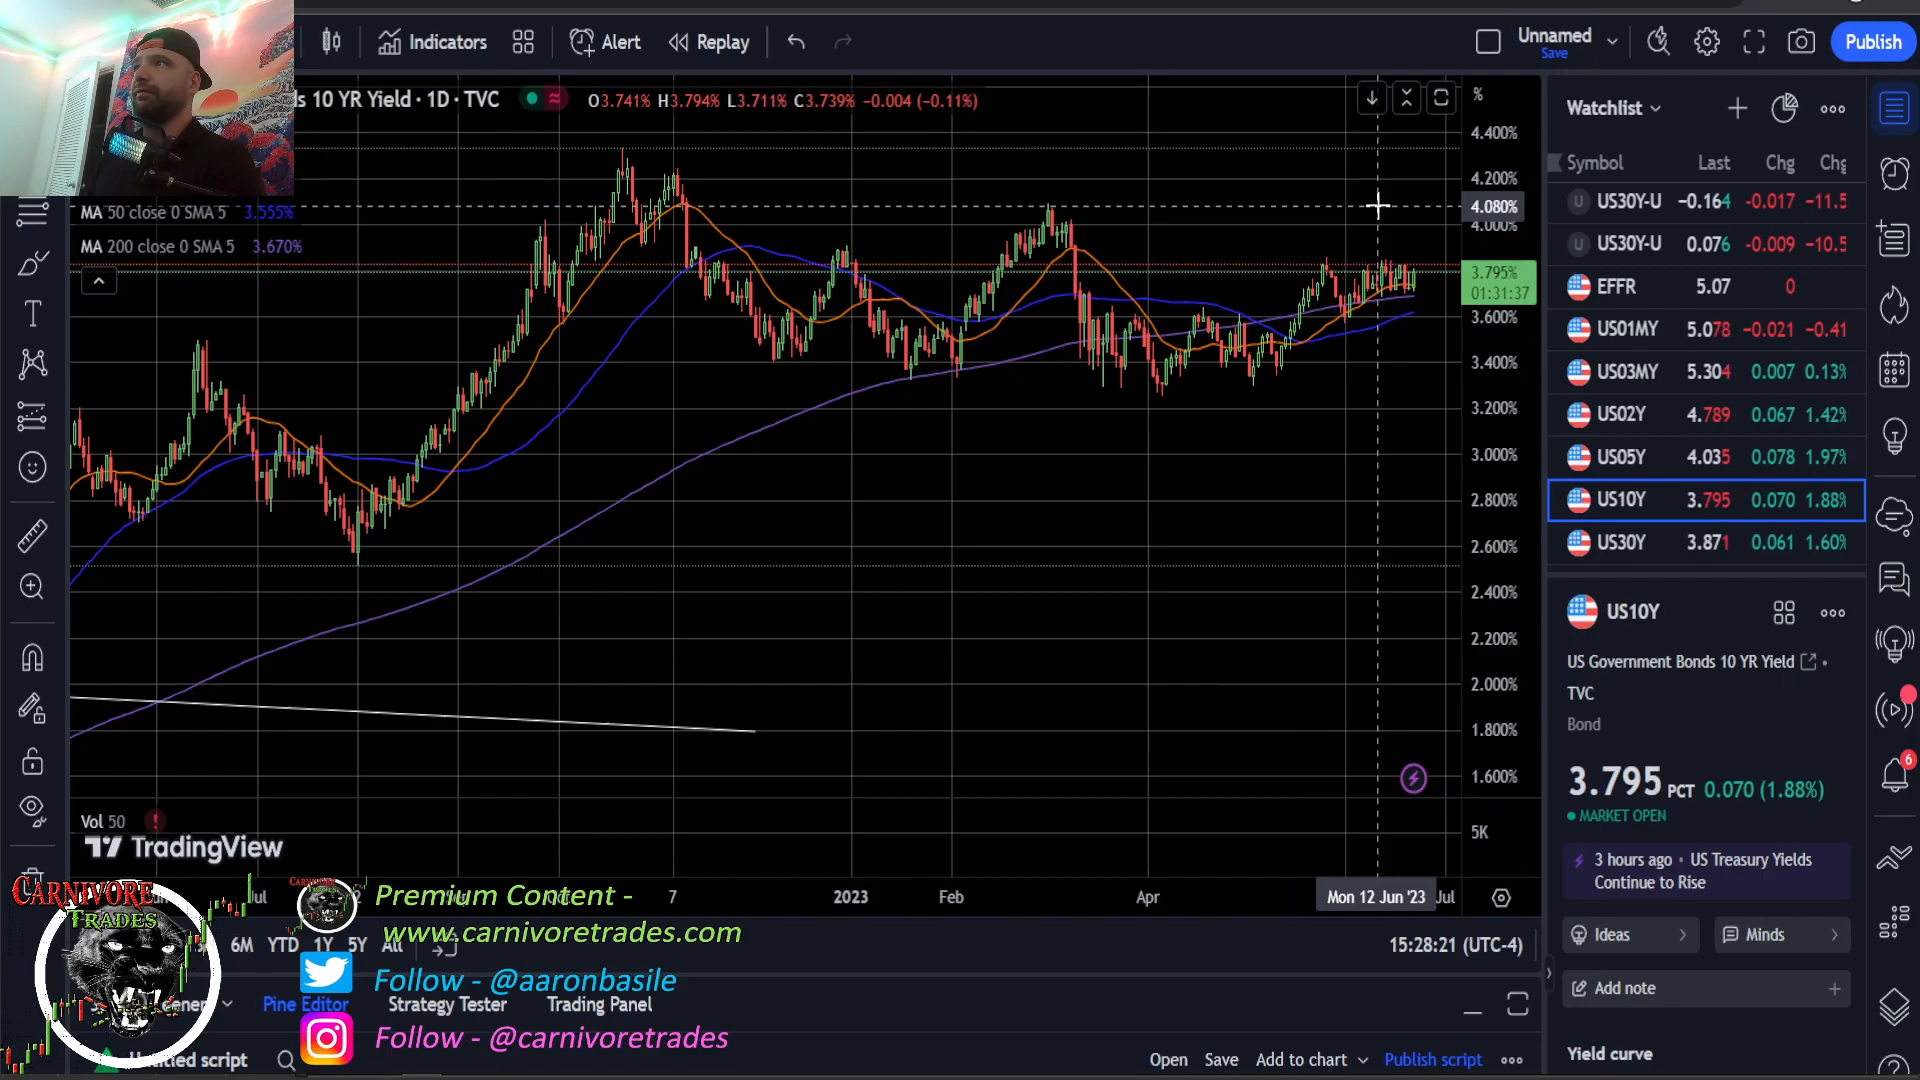 Indicators
Alert
Replay
Unnamed
Save
Publish
s 10 YR Yield · 1D · TVC
O3.741% H3.794% L3.711% C3.739% −0.004 (−0.11%)
MA 50 close 0 SMA 5 3.555%
MA 200 close 0 SMA 5 3.670%
%
4.400%
4.200%
4.080%
4.000%
3.795%
01:31:37
3.600%
3.400%
3.200%
3.000%
2.800%
2.600%
2.400%
2.200%
2.000%
1.800%
1.600%
5K
Vol 50
TradingView
Jul
7
2023
Feb
Apr
Mon 12 Jun '23
Jul
6M YTD 1Y 5Y All
15:28:21 (UTC-4)
Pine Editor
Strategy Tester
Trading Panel
Untitled script
Open
Save
Add to chart
Publish script
CARNIVORE
TRADES
Premium Content -
www.carnivoretrades.com
Follow - @aaronbasile
Follow - @carnivoretrades
Watchlist
Symbol Last Chg Chg
US30Y-U −0.164 −0.017 −11.5
US30Y-U 0.076 −0.009 −10.5
EFFR 5.07 0
US01MY 5.078 −0.021 −0.41
US03MY 5.304 0.007 0.13%
US02Y 4.789 0.067 1.42%
US05Y 4.035 0.078 1.97%
US10Y 3.795 0.070 1.88%
US30Y 3.871 0.061 1.60%
US10Y
US Government Bonds 10 YR Yield
TVC
Bond
3.795 PCT 0.070 (1.88%)
MARKET OPEN
3 hours ago · US Treasury Yields
Continue to Rise
Ideas
Minds
Add note
Yield curve
6